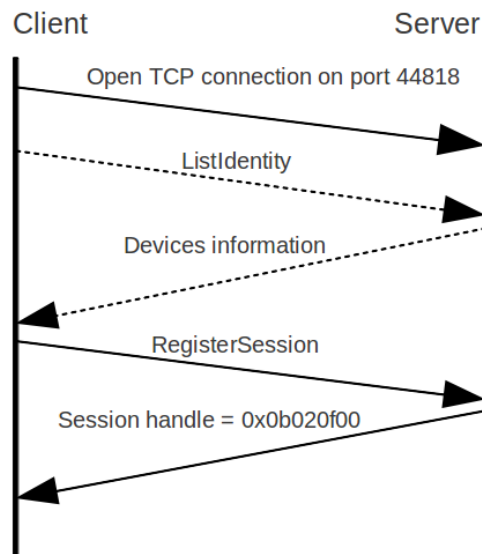 Client
Server
Open TCP connection on port 44818
ListIdentity
Devices information
RegisterSession
Session handle = 0x0b020f00